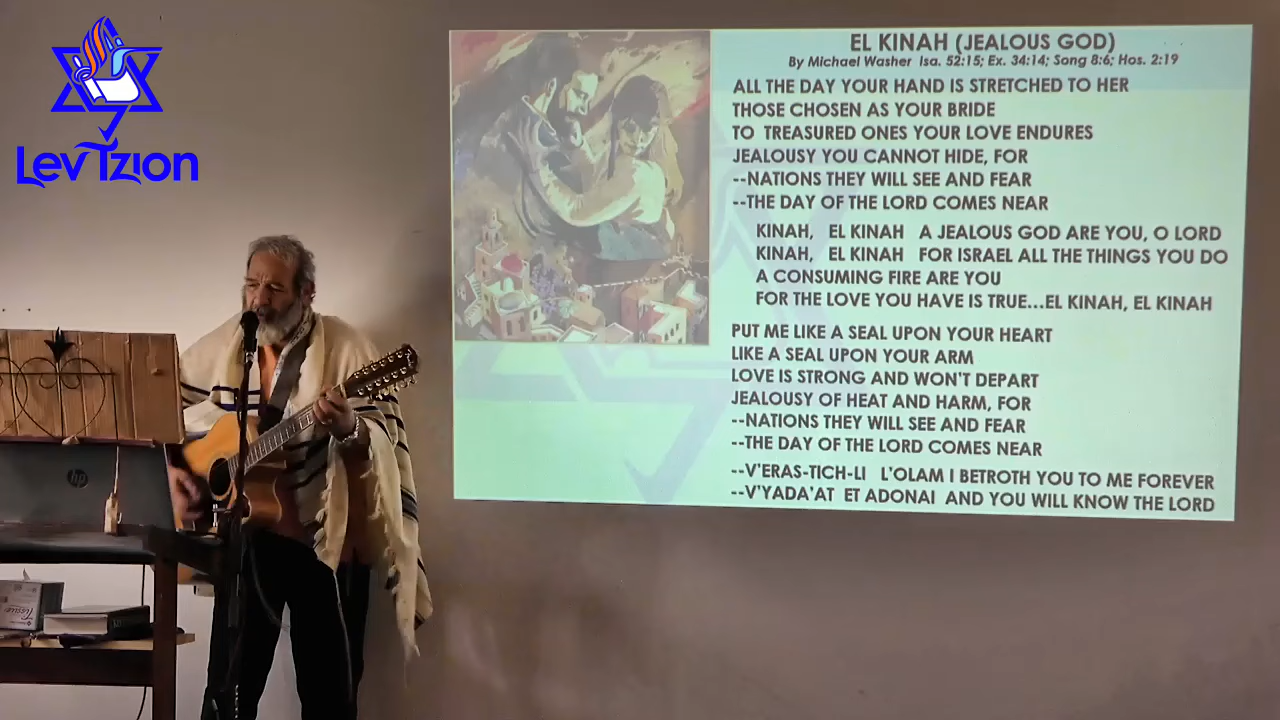 Lev Tzion
EL KINAH (JEALOUS GOD)
By Michael Washer Isa. 52:15; Ex. 34:14; Song 8:6; Hos. 2:19
ALL THE DAY YOUR HAND IS STRETCHED TO HER
THOSE CHOSEN AS YOUR BRIDE
TO TREASURED ONES YOUR LOVE ENDURES
JEALOUSY YOU CANNOT HIDE, FOR
--NATIONS THEY WILL SEE AND FEAR
--THE DAY OF THE LORD COMES NEAR
KINAH, EL KINAH A JEALOUS GOD ARE YOU, O LORD
KINAH, EL KINAH FOR ISRAEL ALL THE THINGS YOU DO
A CONSUMING FIRE ARE YOU
FOR THE LOVE YOU HAVE IS TRUE...EL KINAH, EL KINAH
PUT ME LIKE A SEAL UPON YOUR HEART
LIKE A SEAL UPON YOUR ARM
LOVE IS STRONG AND WON'T DEPART
JEALOUSY OF HEAT AND HARM, FOR
--NATIONS THEY WILL SEE AND FEAR
--THE DAY OF THE LORD COMES NEAR
--V'ERAS-TICH-LI L'OLAM I BETROTH YOU TO ME FOREVER
--V'YADA'AT ET ADONAI AND YOU WILL KNOW THE LORD
hp